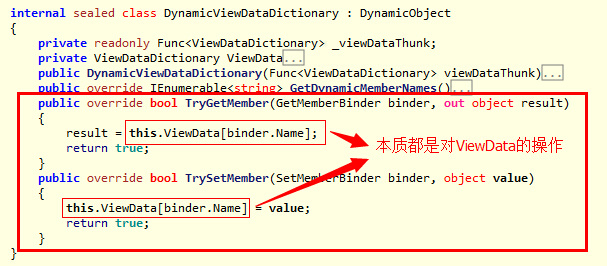 internal sealed class DynamicViewDataDictionary : DynamicObject
{
    private readonly Func<ViewDataDictionary> _viewDataThunk;
    private ViewDataDictionary ViewData...
    public DynamicViewDataDictionary(Func<ViewDataDictionary> viewDataThunk)...
    public override IEnumerable<string> GetDynamicMemberNames()...
    public override bool TryGetMember(GetMemberBinder binder, out object result)
    {
        result = this.ViewData[binder.Name];
        return true;
    }
    本质都是对ViewData的操作
    public override bool TrySetMember(SetMemberBinder binder, object value)
    {
        this.ViewData[binder.Name] = value;
        return true;
    }
}